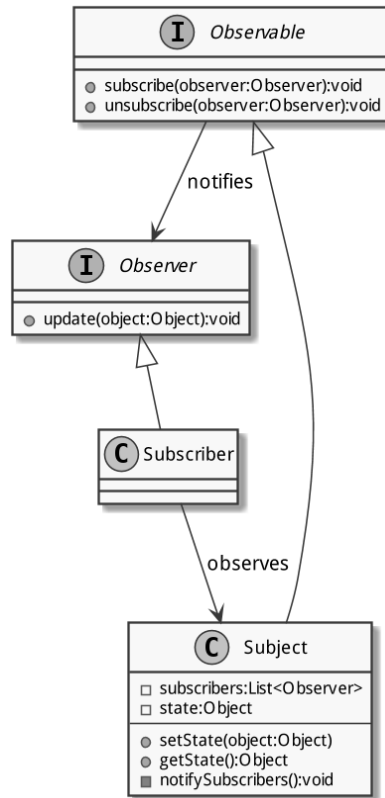 I Observable
subscribe(observer:Observer):void
unsubscribe(observer:Observer):void
notifies
I Observer
update(object:Object):void
C Subscriber
observes
C Subject
subscribers:List<Observer>
state:Object
setState(object:Object)
getState():Object
notifySubscribers():void